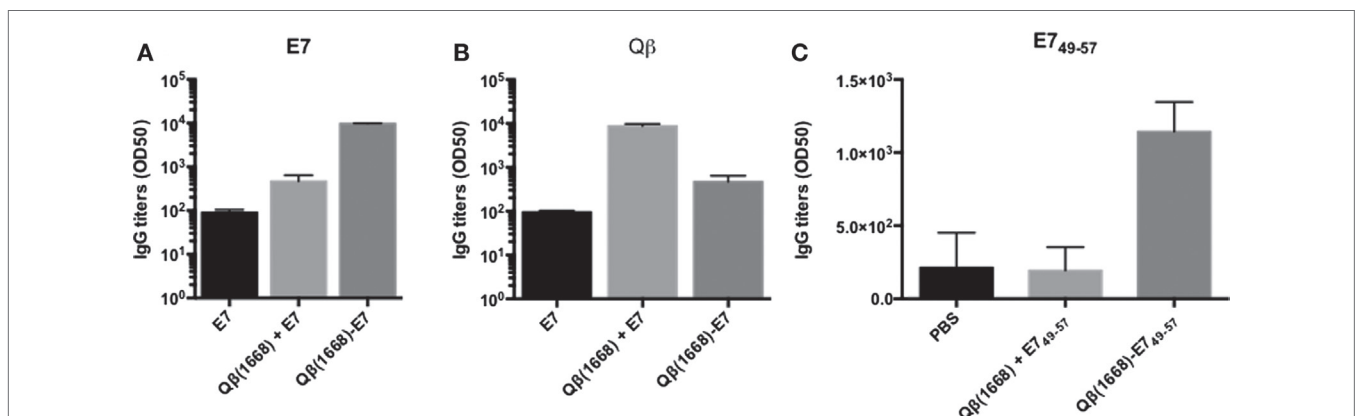 A
E7
IgG titers (OD50)
10⁵
10⁴
10³
10²
10¹
10⁰
E7
Qβ(1668) + E7
Qβ(1668)-E7
B
Qβ
IgG titers (OD50)
10⁵
10⁴
10³
10²
10¹
10⁰
E7
Qβ(1668) + E7
Qβ(1668)-E7
C
E7₄₉₋₅₇
IgG titers (OD50)
1.5×10³
1.0×10³
5.0×10²
0.0
PBS
Qβ(1668) + E7₄₉₋₅₇
Qβ(1668)-E7₄₉₋₅₇